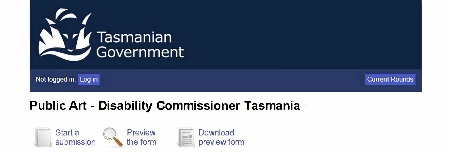 Tasmanian
Government
Not logged in. Log in
Current Rounds
Public Art - Disability Commissioner Tasmania
Start a
submission
Preview
the form
Download
preview form